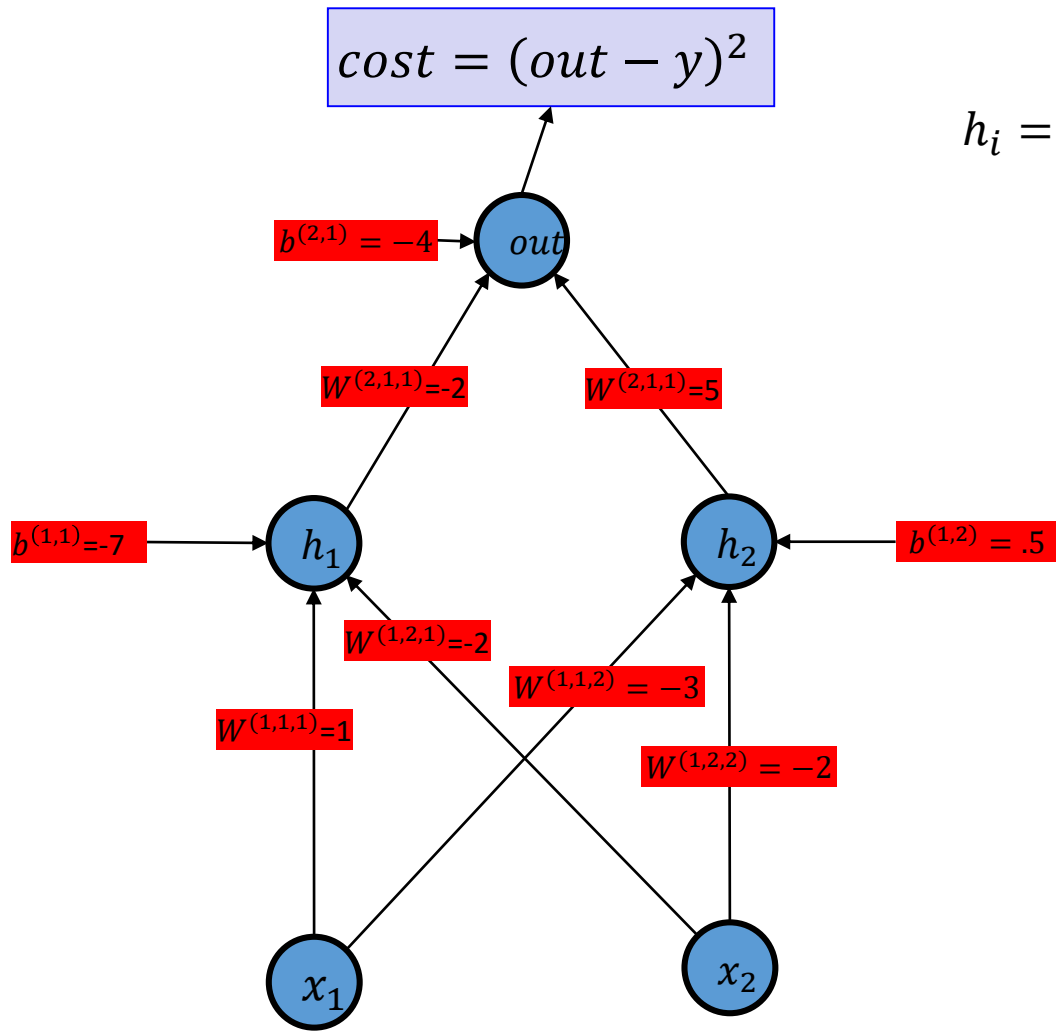 cost = (out − y)²
hᵢ =
b⁽²,¹⁾ = −4
out
W⁽²,¹,¹⁾=-2
W⁽²,¹,¹⁾=5
b⁽¹,¹⁾=-7
h₁
h₂
b⁽¹,²⁾ = .5
W⁽¹,²,¹⁾=-2
W⁽¹,¹,²⁾ = −3
W⁽¹,¹,¹⁾=1
W⁽¹,²,²⁾ = −2
x₁
x₂